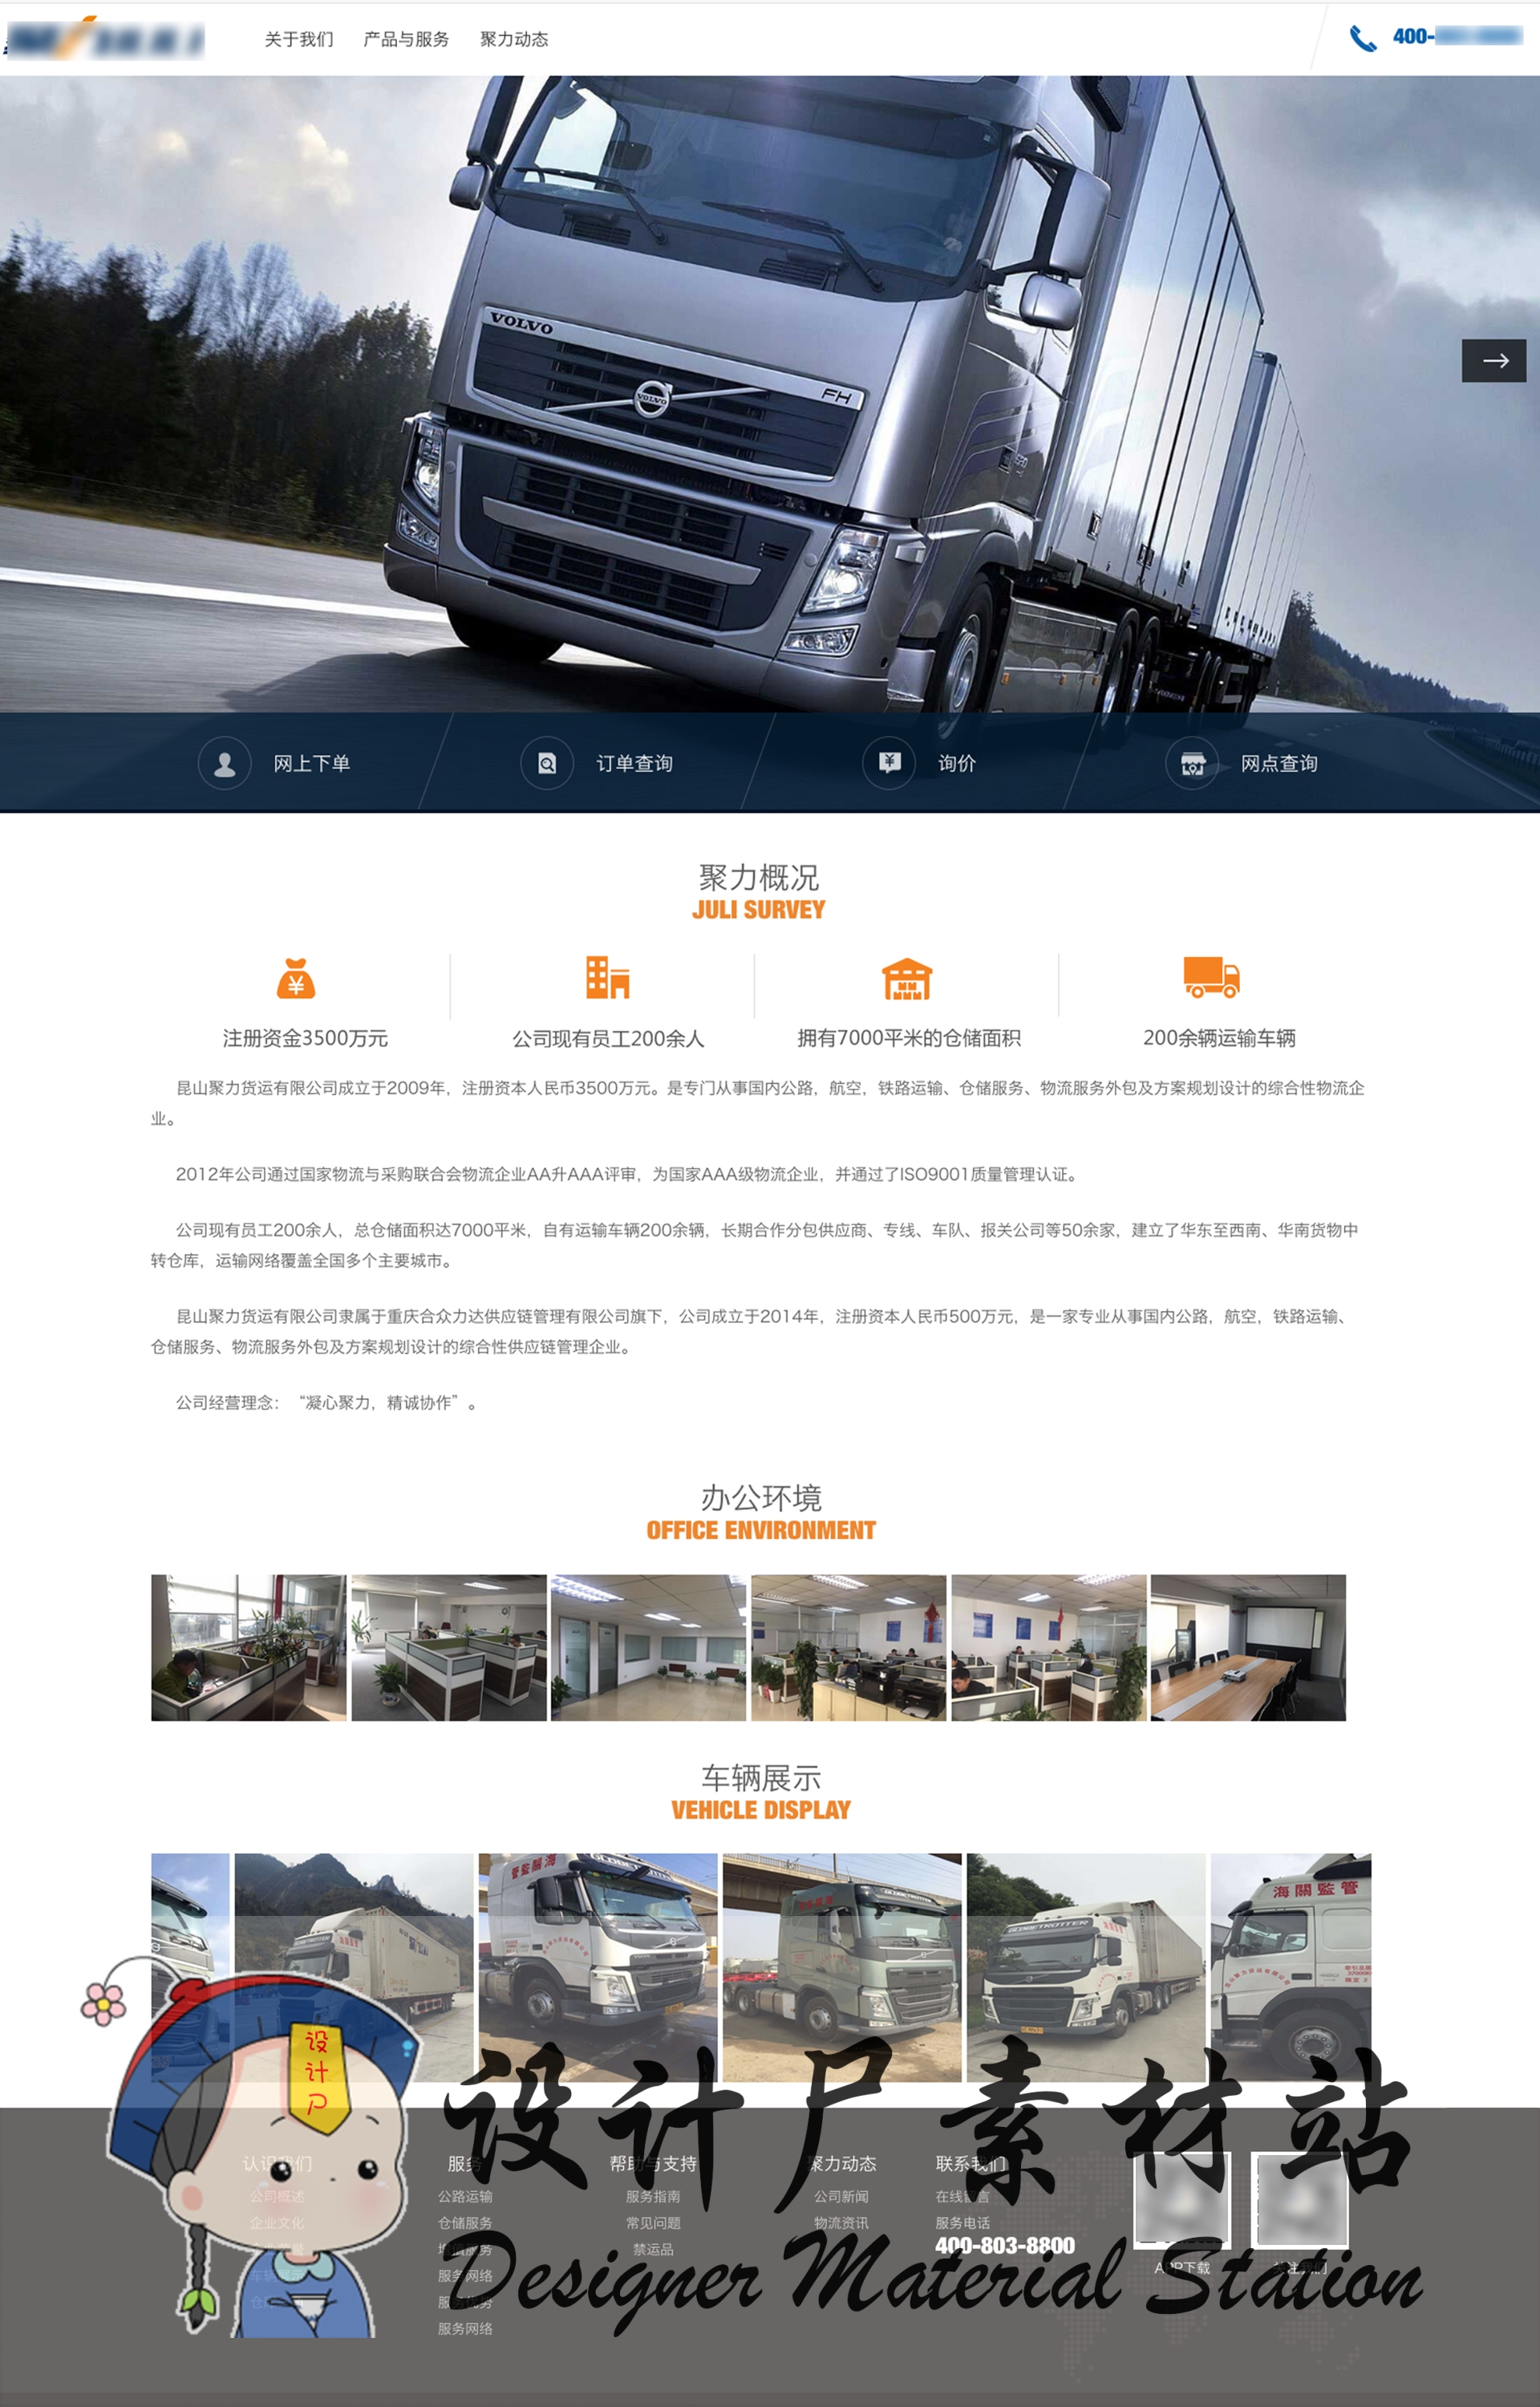 关于我们 产品与服务 聚力动态
400-
VOLVO
VOLVO
FH
网上下单 订单查询 询价 网点查询
聚力概况
JULI SURVEY
注册资金3500万元 公司现有员工200余人 拥有7000平米的仓储面积 200余辆运输车辆
昆山聚力货运有限公司成立于2009年，注册资本人民币3500万元。是专门从事国内公路，航空，铁路运输、仓储服务、物流服务外包及方案规划设计的综合性物流企
业。
2012年公司通过国家物流与采购联合会物流企业AA升AAA评审，为国家AAA级物流企业，并通过了ISO9001质量管理认证。
公司现有员工200余人，总仓储面积达7000平米，自有运输车辆200余辆，长期合作分包供应商、专线、车队、报关公司等50余家，建立了华东至西南、华南货物中
转仓库，运输网络覆盖全国多个主要城市。
昆山聚力货运有限公司隶属于重庆合众力达供应链管理有限公司旗下，公司成立于2014年，注册资本人民币500万元，是一家专业从事国内公路，航空，铁路运输、
仓储服务、物流服务外包及方案规划设计的综合性供应链管理企业。
公司经营理念：“凝心聚力，精诚协作”。
办公环境
OFFICE ENVIRONMENT
车辆展示
VEHICLE DISPLAY
管監關海
GLOBETROTTER
海關監管
设计尸
设计尸素材站
Designer Material Station
认识我们 服务 帮助与支持 聚力动态 联系我们
公司概述 公路运输 服务指南 公司新闻 在线留言
企业文化 仓储服务 常见问题 物流资讯 服务电话
增值服务 禁运品 400-803-8800
车辆展示 服务网络 APP下载 关注我们
服务优势
服务网络